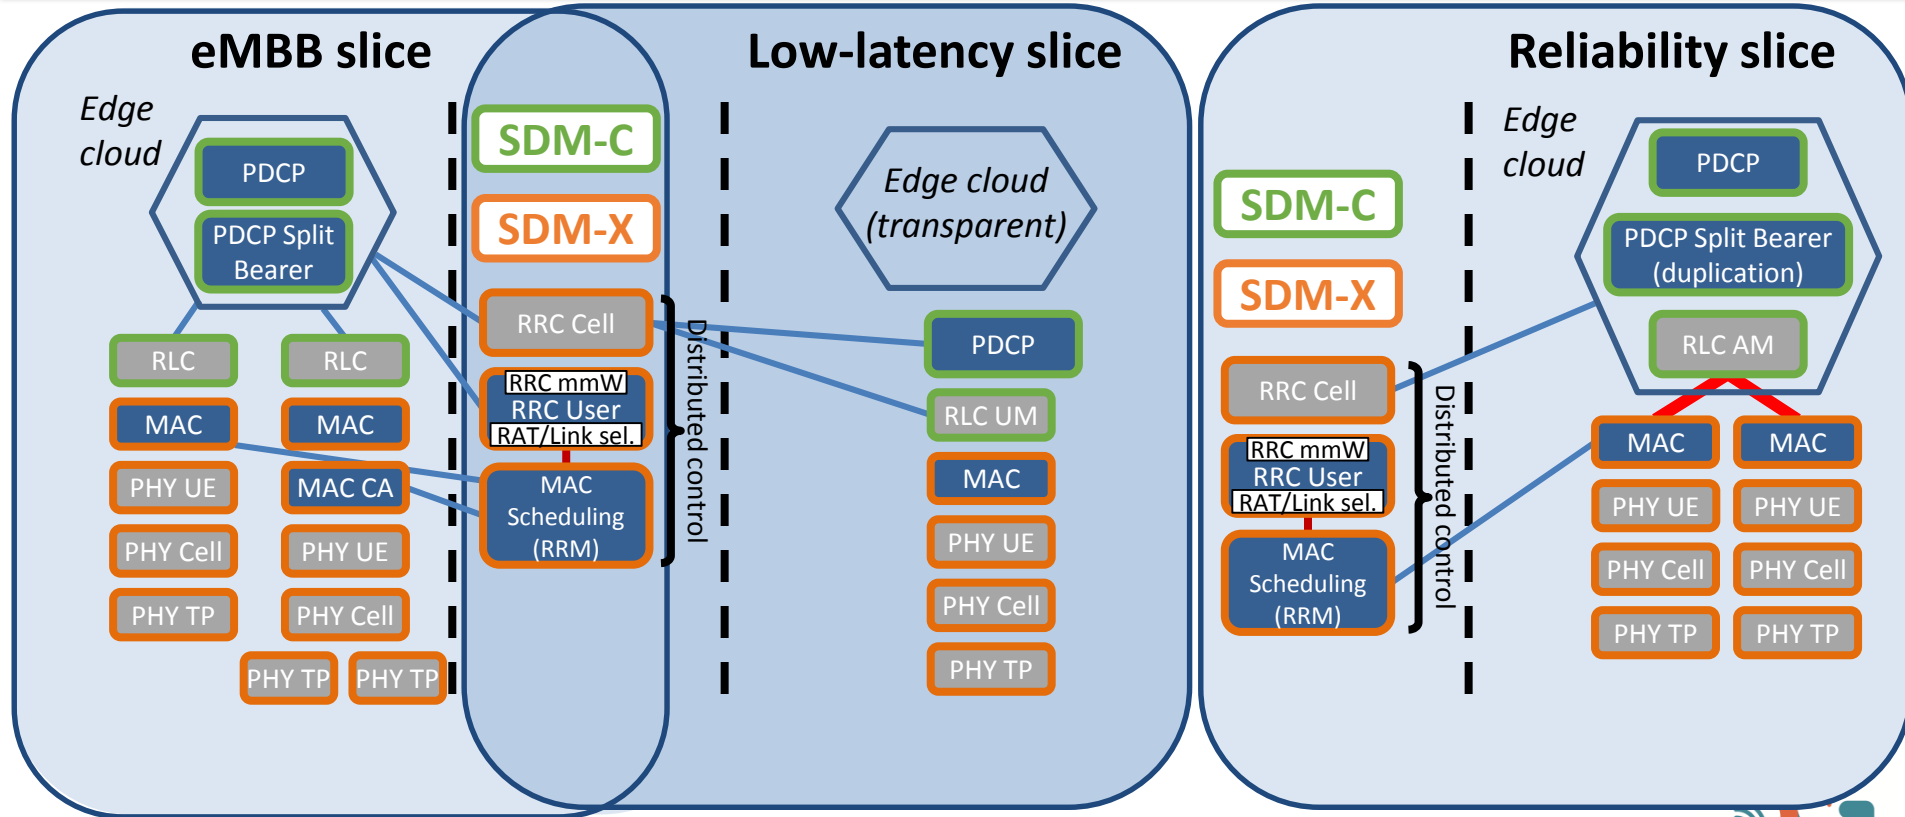 eMBB slice
Low-latency slice
Reliability slice
Edge
cloud
PDCP
PDCP Split
Bearer
RLC
RLC
MAC
MAC
PHY UE
MAC CA
PHY Cell
PHY UE
PHY TP
PHY Cell
PHY TP
PHY TP
SDM-C
SDM-X
RRC Cell
RRC mmW
RRC User
RAT/Link sel.
MAC
Scheduling
(RRM)
Distributed control
Edge cloud
(transparent)
PDCP
RLC UM
MAC
PHY UE
PHY Cell
PHY TP
SDM-C
SDM-X
RRC Cell
RRC mmW
RRC User
RAT/Link sel.
MAC
Scheduling
(RRM)
Distributed control
Edge
cloud
PDCP
PDCP Split Bearer
(duplication)
RLC AM
MAC
MAC
PHY UE
PHY UE
PHY Cell
PHY Cell
PHY TP
PHY TP